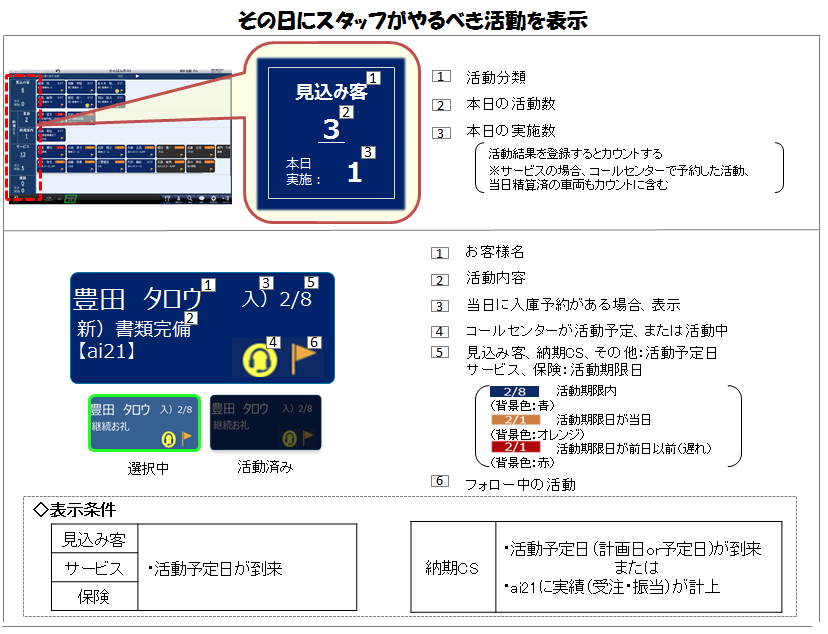 その日にスタッフがやるべき活動を表示
見込み客 1
2
3
3
本日
実施： 1
1 活動分類
2 本日の活動数
3 本日の実施数
活動結果を登録するとカウントする
※サービスの場合、コールセンターで予約した活動、
当日精算済の車両もカウントに含む
豊田 タロウ 1 入） 3 2/8 5
新）書類完備 2
【ai21】 4 6
豊田 タロウ 入）2/8
継続お礼
選択中
豊田 タロウ 入）2/8
継続お礼
活動済み
1 お客様名
2 活動内容
3 当日に入庫予約がある場合、表示
4 コールセンターが活動予定、または活動中
5 見込み客、納期CS、その他：活動予定日
サービス、保険：活動期限日
2/8 活動期限内
(背景色：青)
2/1 活動期限日が当日
(背景色：オレンジ)
2/1 活動期限日が前日以前(遅れ)
(背景色：赤)
6 フォロー中の活動
◇表示条件
見込み客
サービス
保険
・活動予定日が到来
納期CS
・活動予定日（計画日or予定日)が到来
または
・ai21に実績（受注・振当）が計上